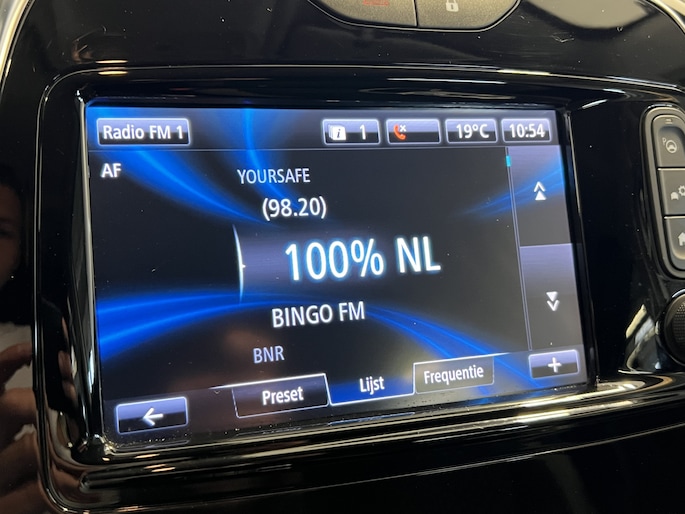 Radio FM 1
1
19°C
10:54
AF
YOURSAFE
(98.20)
100% NL
BINGO FM
BNR
Preset
Lijst
Frequentie
+